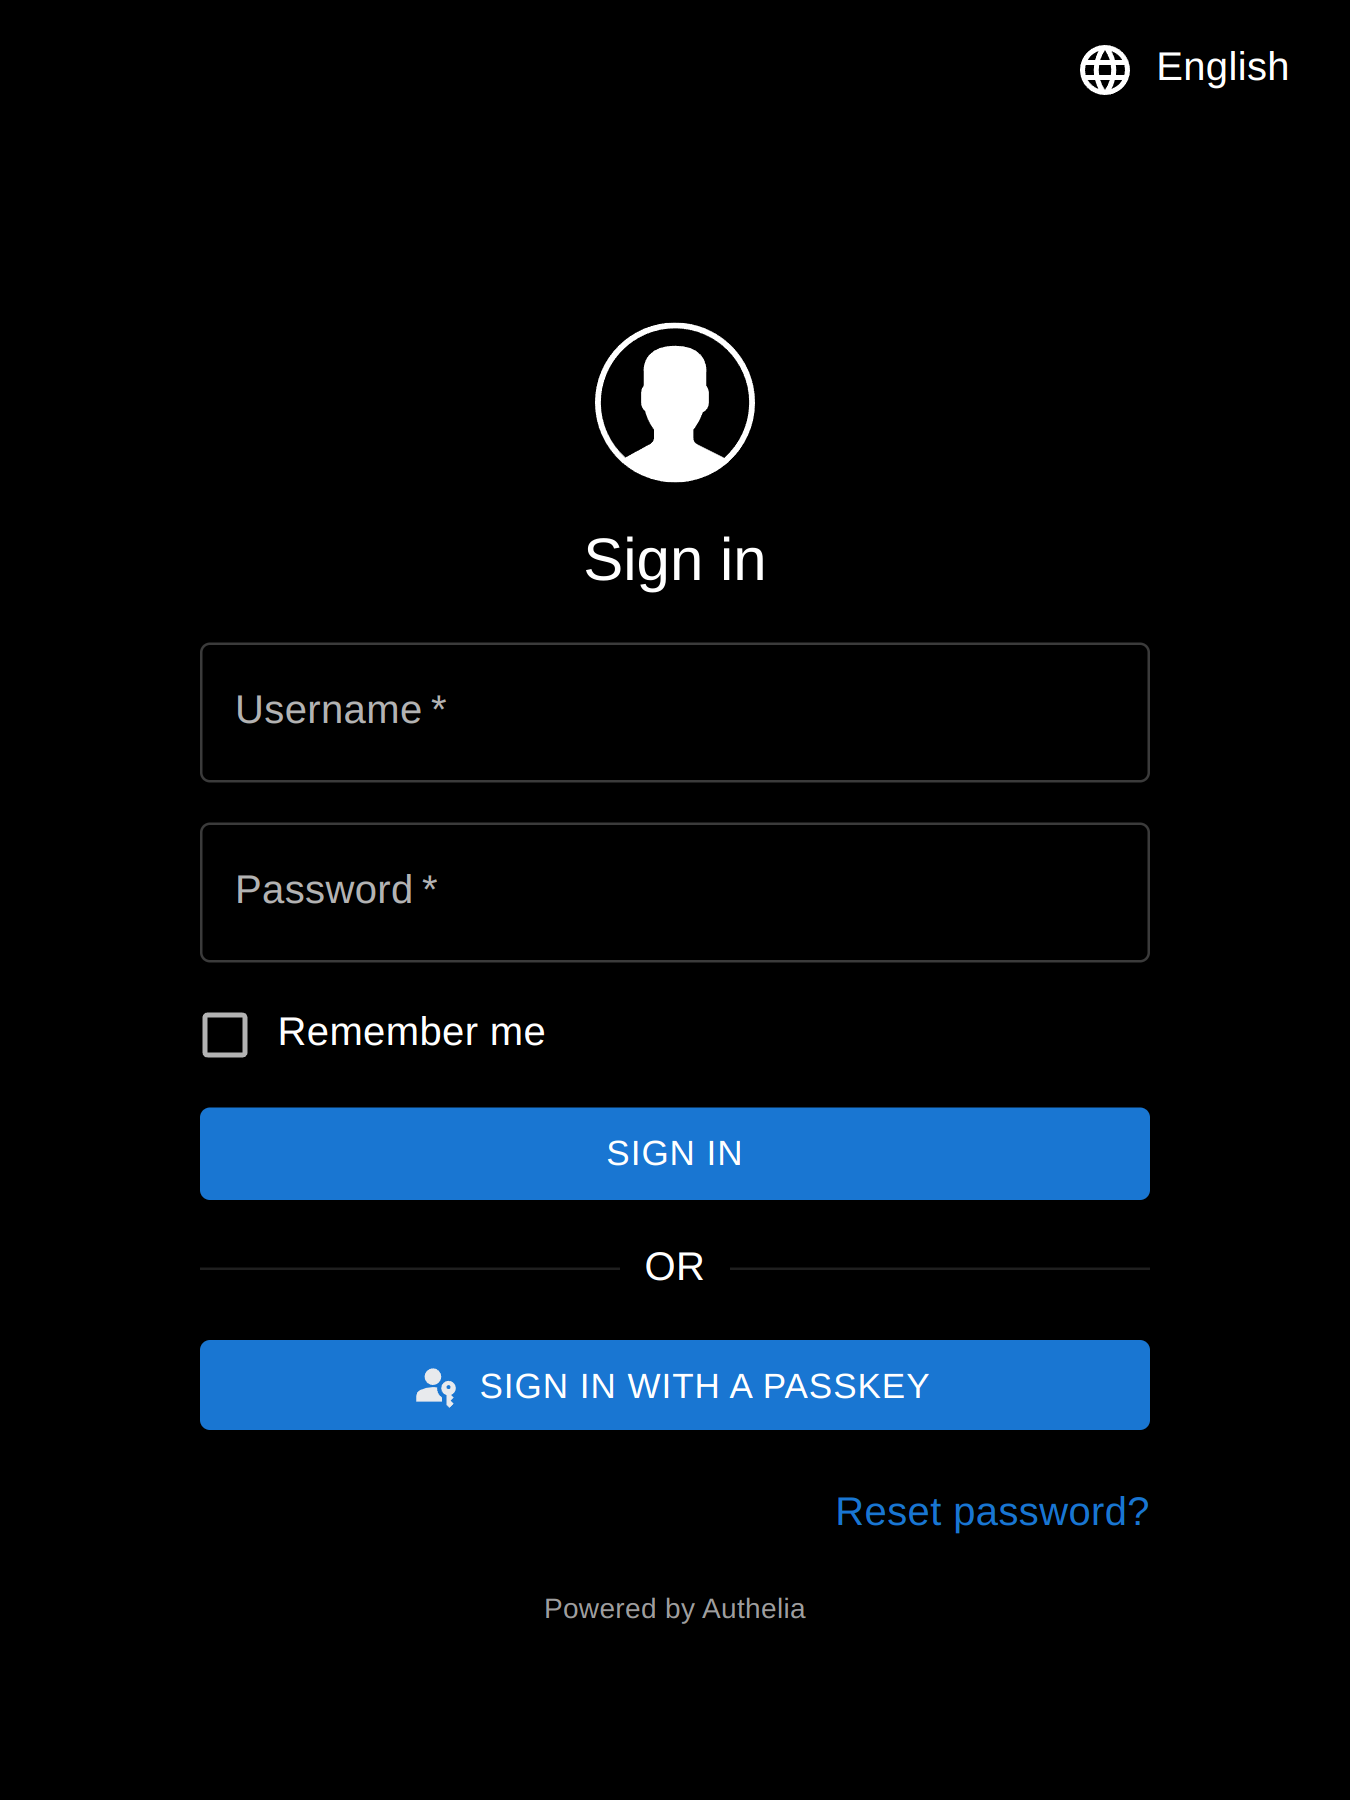 English
Sign in
Username *
Password *
Remember me
SIGN IN
OR
SIGN IN WITH A PASSKEY
Reset password?
Powered by Authelia